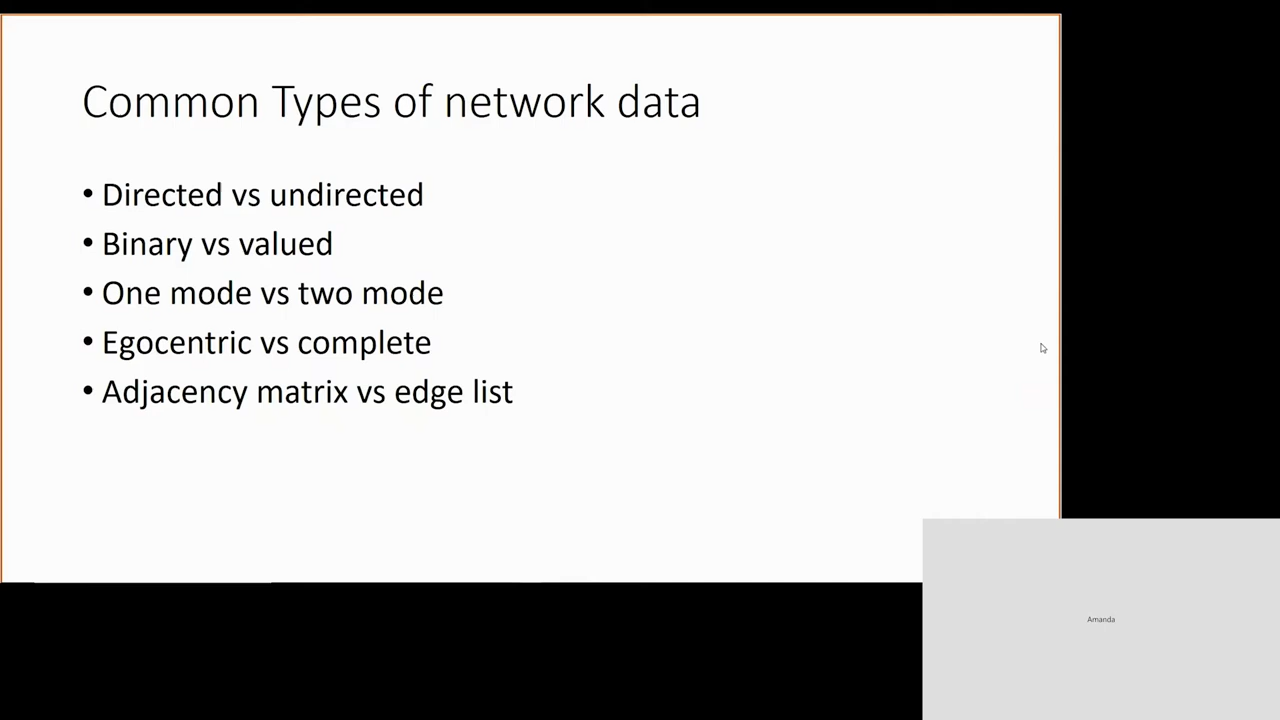 Common Types of network data
• Directed vs undirected
• Binary vs valued
• One mode vs two mode
• Egocentric vs complete
• Adjacency matrix vs edge list
Amanda